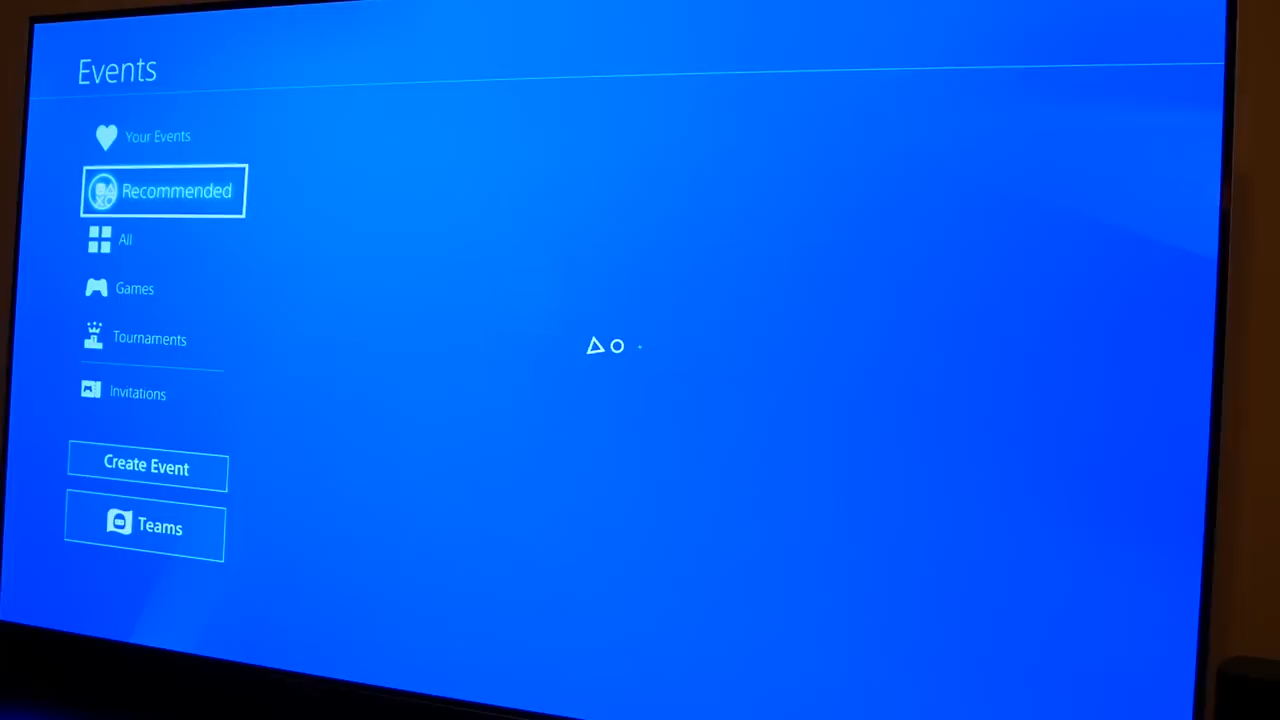 Events
Your Events
Recommended
All
Games
Tournaments
Invitations
Create Event
Teams